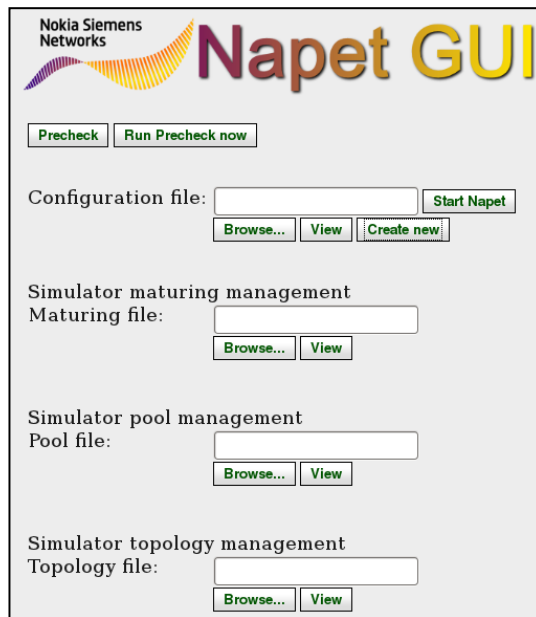 Nokia Siemens
Networks
Napet GUI
Precheck Run Precheck now
Configuration file: Start Napet
Browse... View Create new
Simulator maturing management
Maturing file:
Browse... View
Simulator pool management
Pool file:
Browse... View
Simulator topology management
Topology file:
Browse... View